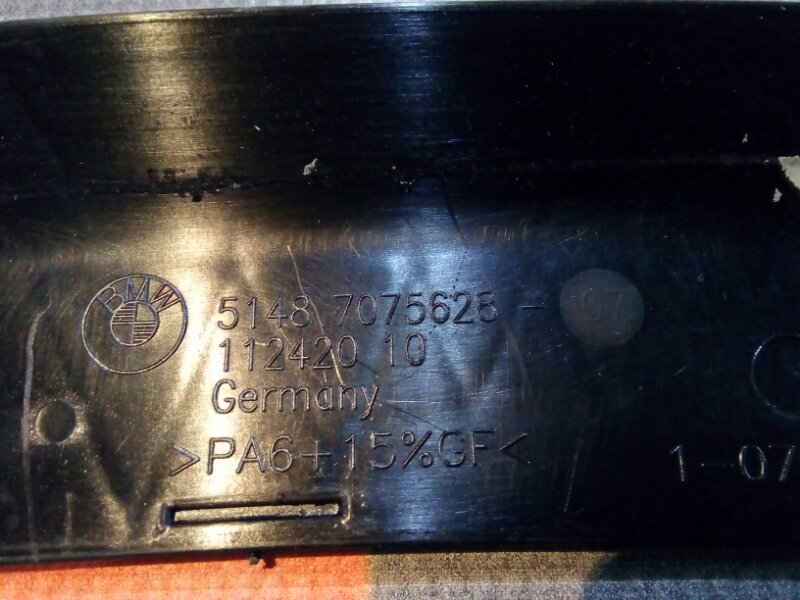 BMW
5148 7075628 - 07
112420 10
Germany
>PA6+15%GF<
1-07